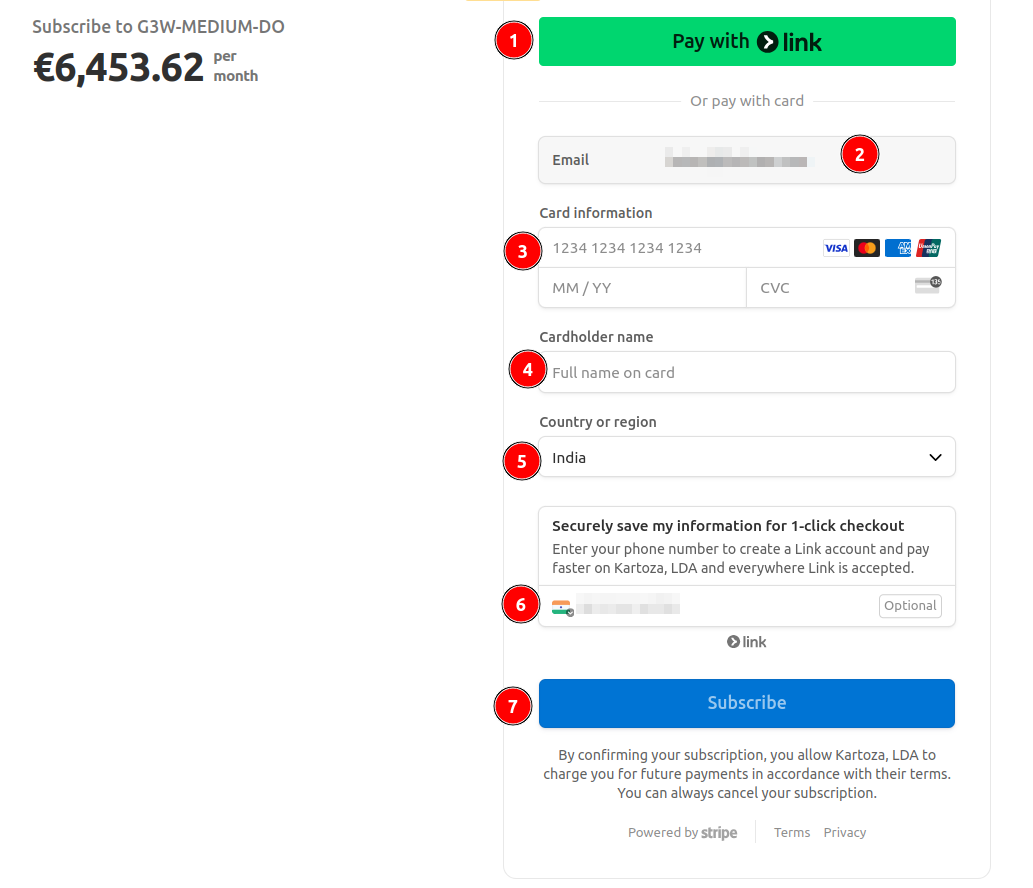 Subscribe to G3W-MEDIUM-DO
€6,453.62 per
month
1
Pay with link
Or pay with card
Email
2
Card information
3
1234 1234 1234 1234 VISA AM EX UnionPay
MM / YY CVC 135
Cardholder name
4
Full name on card
Country or region
5
India
Securely save my information for 1-click checkout
Enter your phone number to create a Link account and pay
faster on Kartoza, LDA and everywhere Link is accepted.
6
Optional
link
7
Subscribe
By confirming your subscription, you allow Kartoza, LDA to
charge you for future payments in accordance with their terms.
You can always cancel your subscription.
Powered by stripe Terms Privacy